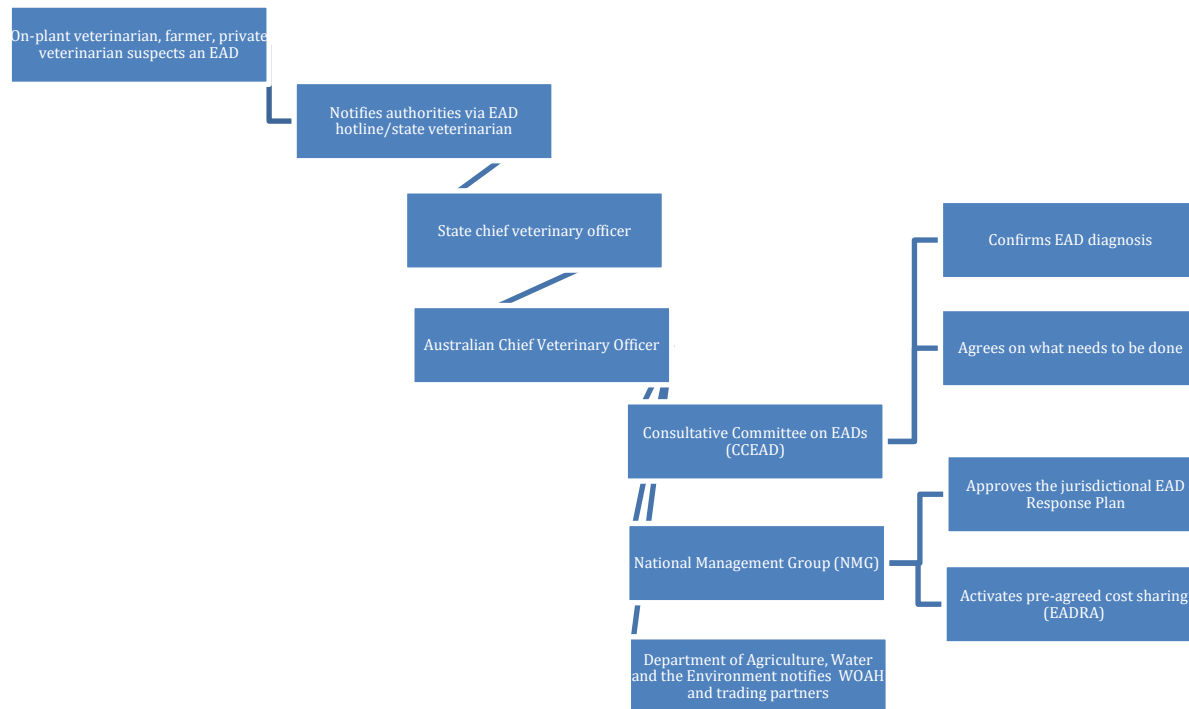 On-plant veterinarian, farmer, private
veterinarian suspects an EAD
Notifies authorities via EAD
hotline/state veterinarian
State chief veterinary officer
Australian Chief Veterinary Officer
Consultative Committee on EADs
(CCEAD)
Confirms EAD diagnosis
Agrees on what needs to be done
National Management Group (NMG)
Approves the jurisdictional EAD
Response Plan
Activates pre-agreed cost sharing
(EADRA)
Department of Agriculture, Water
and the Environment notifies WOAH
and trading partners